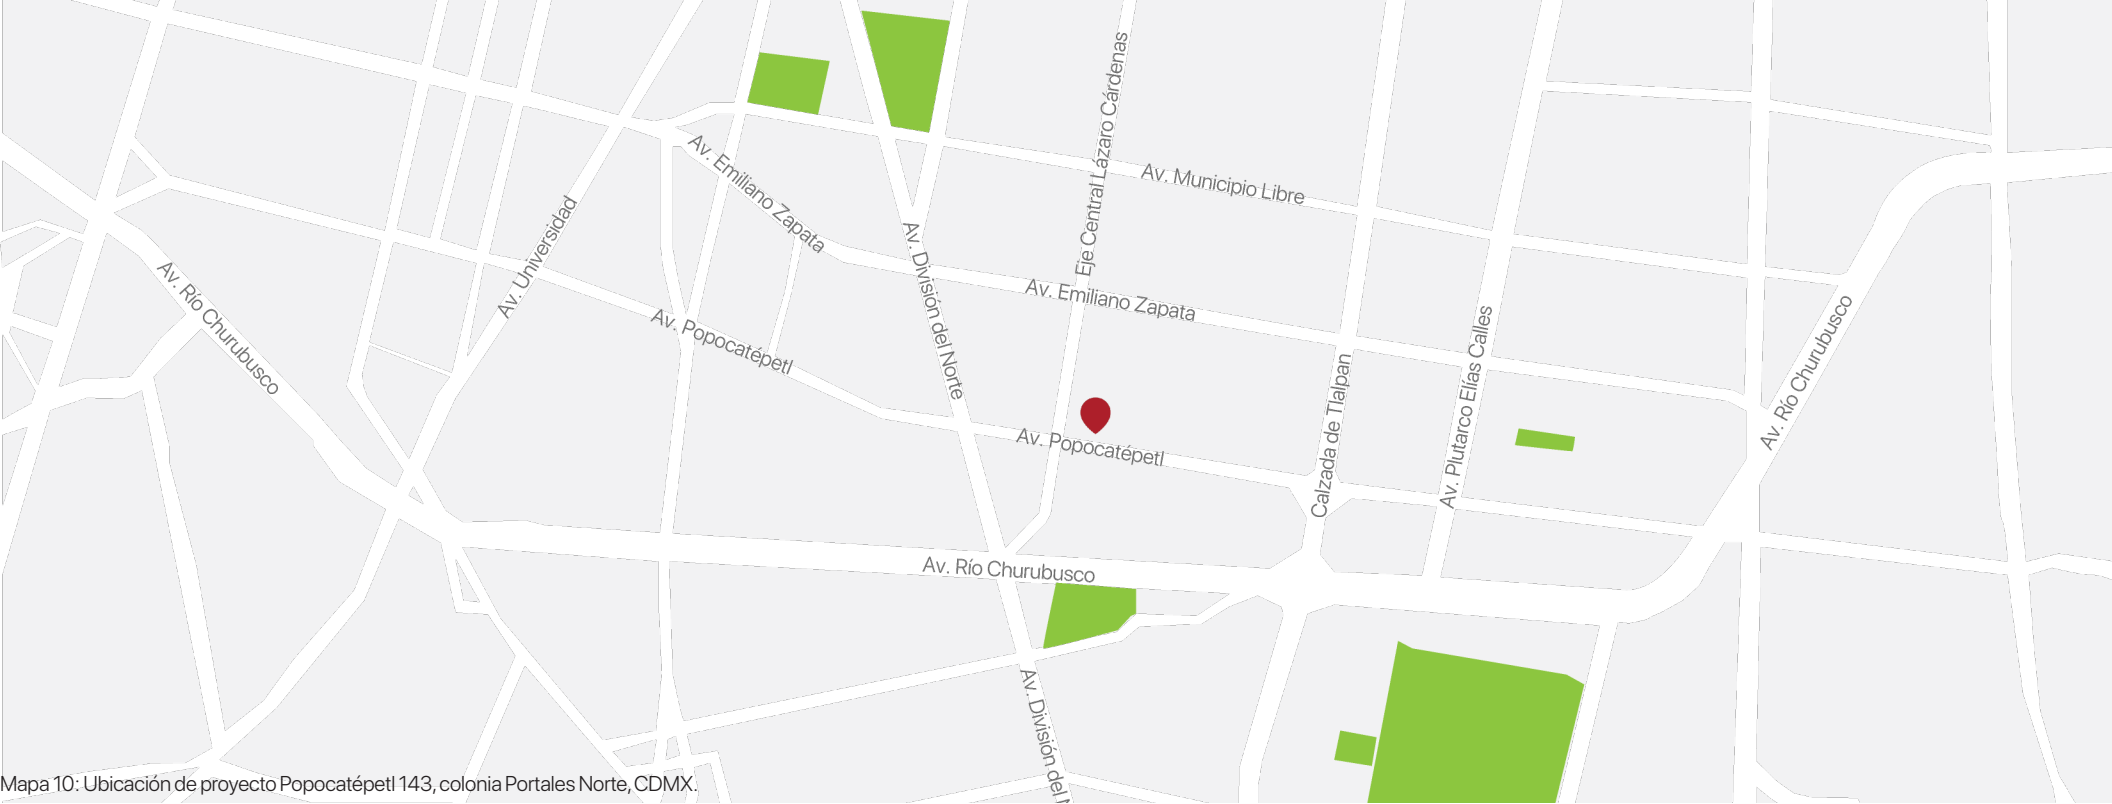 Eje Central Lázaro Cárdenas
Av. Emiliano Zapata
Av. Municipio Libre
Av. Universidad
Av. División del Norte
Av. Río Churubusco
Av. Emiliano Zapata
Av. Popocatépetl
Av. Plutarco Elías Calles
Av. Río Churubusco
Calzada de Tlalpan
Av. Popocatépetl
Av. Río Churubusco
Av. División del N
Mapa 10: Ubicación de proyecto Popocatépetl 143, colonia Portales Norte, CDMX.